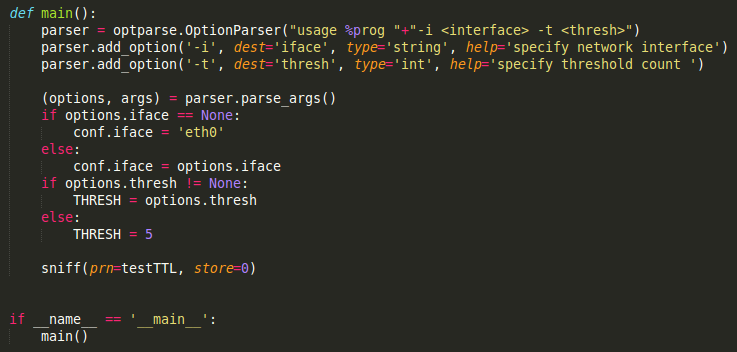 def main():
    parser = optparse.OptionParser("usage %prog "+"-i <interface> -t <thresh>")
    parser.add_option('-i', dest='iface', type='string', help='specify network interface')
    parser.add_option('-t', dest='thresh', type='int', help='specify threshold count ')
    (options, args) = parser.parse_args()
    if options.iface == None:
        conf.iface = 'eth0'
    else:
        conf.iface = options.iface
    if options.thresh != None:
        THRESH = options.thresh
    else:
        THRESH = 5
    sniff(prn=testTTL, store=0)
if __name__ == '__main__':
    main()